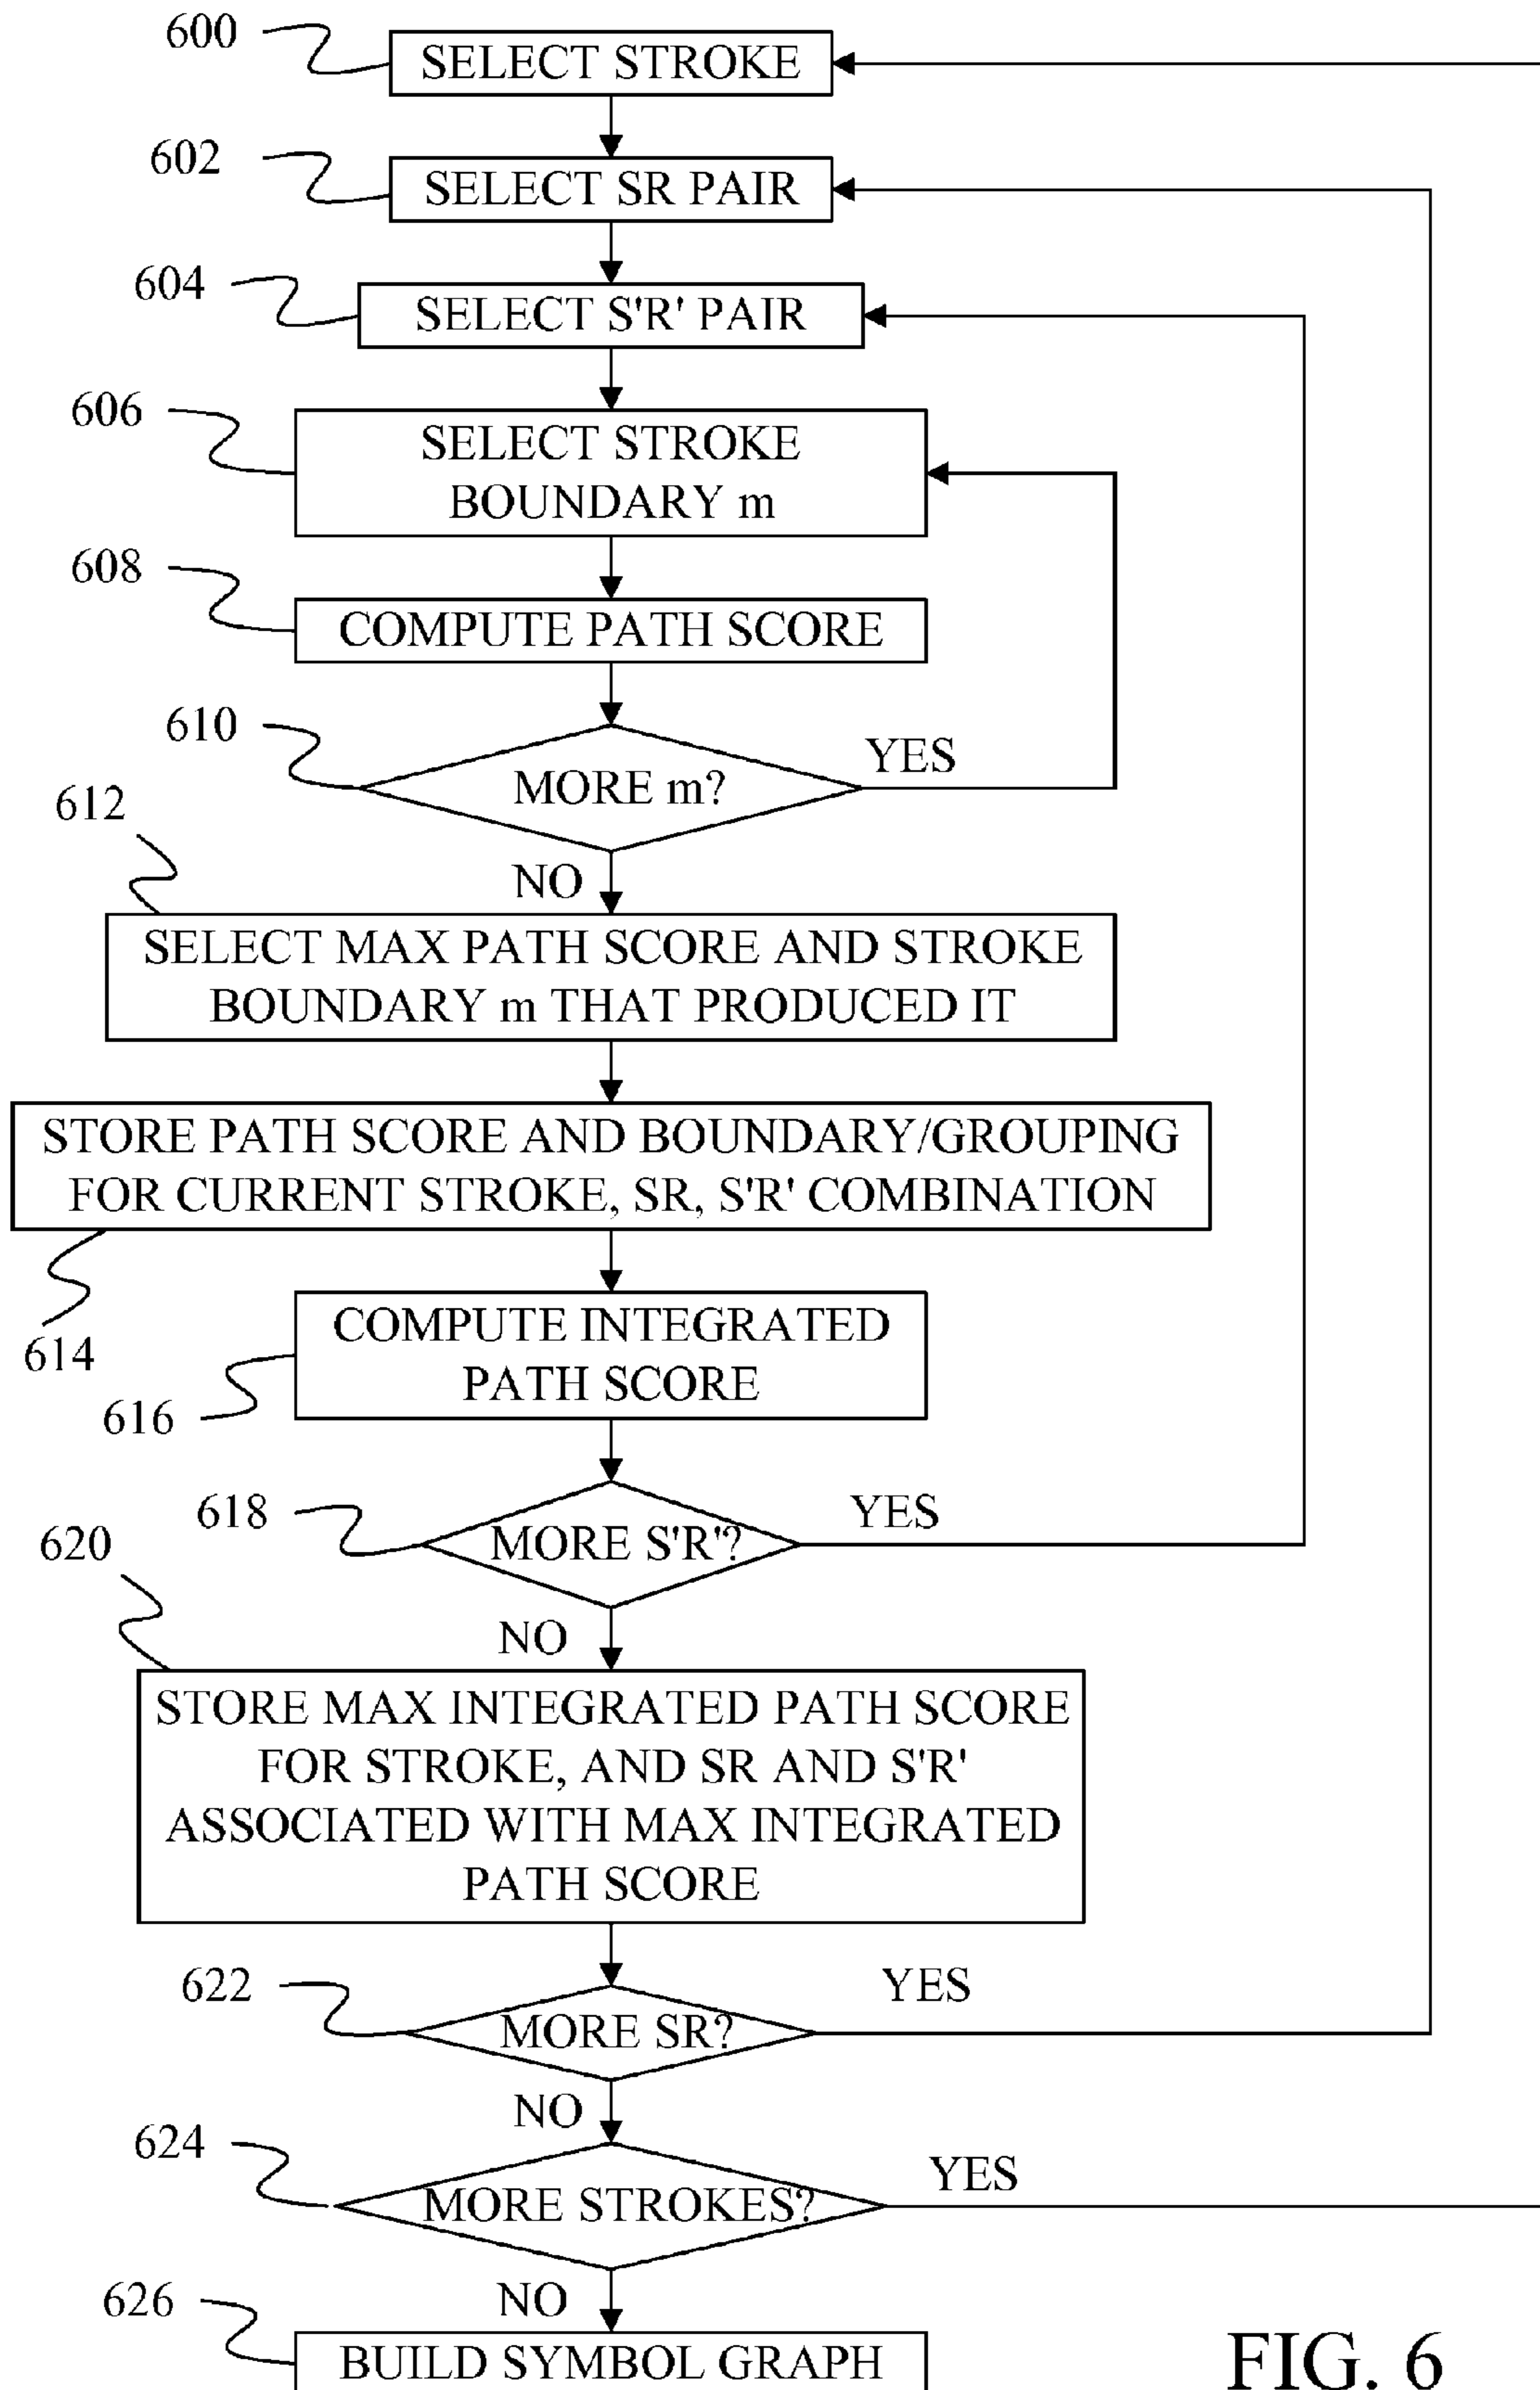 600
SELECT STROKE
602
SELECT SR PAIR
604
SELECT S'R' PAIR
606
SELECT STROKE
BOUNDARY m
608
COMPUTE PATH SCORE
610
MORE m?
YES
612
NO
SELECT MAX PATH SCORE AND STROKE
BOUNDARY m THAT PRODUCED IT
STORE PATH SCORE AND BOUNDARY/GROUPING
FOR CURRENT STROKE, SR, S'R' COMBINATION
614
COMPUTE INTEGRATED
PATH SCORE
616
618
MORE S'R'?
YES
620
NO
STORE MAX INTEGRATED PATH SCORE
FOR STROKE, AND SR AND S'R'
ASSOCIATED WITH MAX INTEGRATED
PATH SCORE
622
MORE SR?
YES
NO
624
MORE STROKES?
YES
NO
626
BUILD SYMBOL GRAPH
FIG. 6